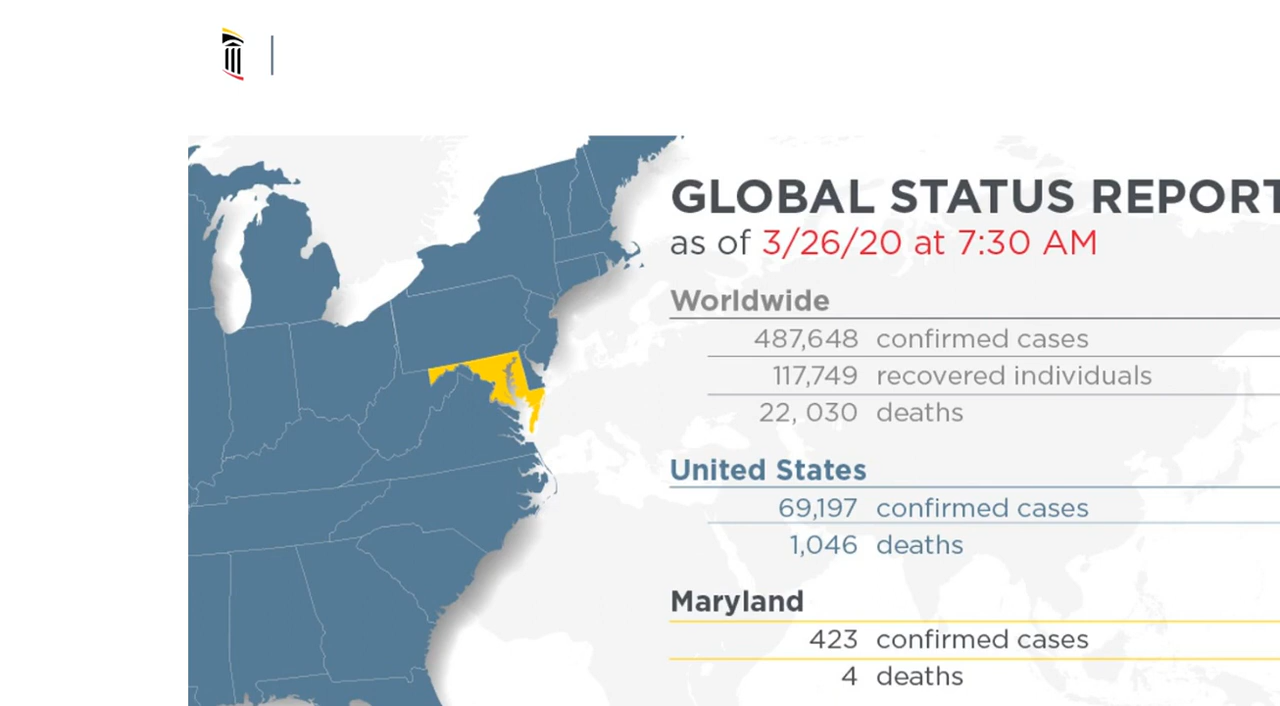 GLOBAL STATUS REPORT
as of 3/26/20 at 7:30 AM
Worldwide
487,648 confirmed cases
117,749 recovered individuals
22, 030 deaths
United States
69,197 confirmed cases
1,046 deaths
Maryland
423 confirmed cases
4 deaths